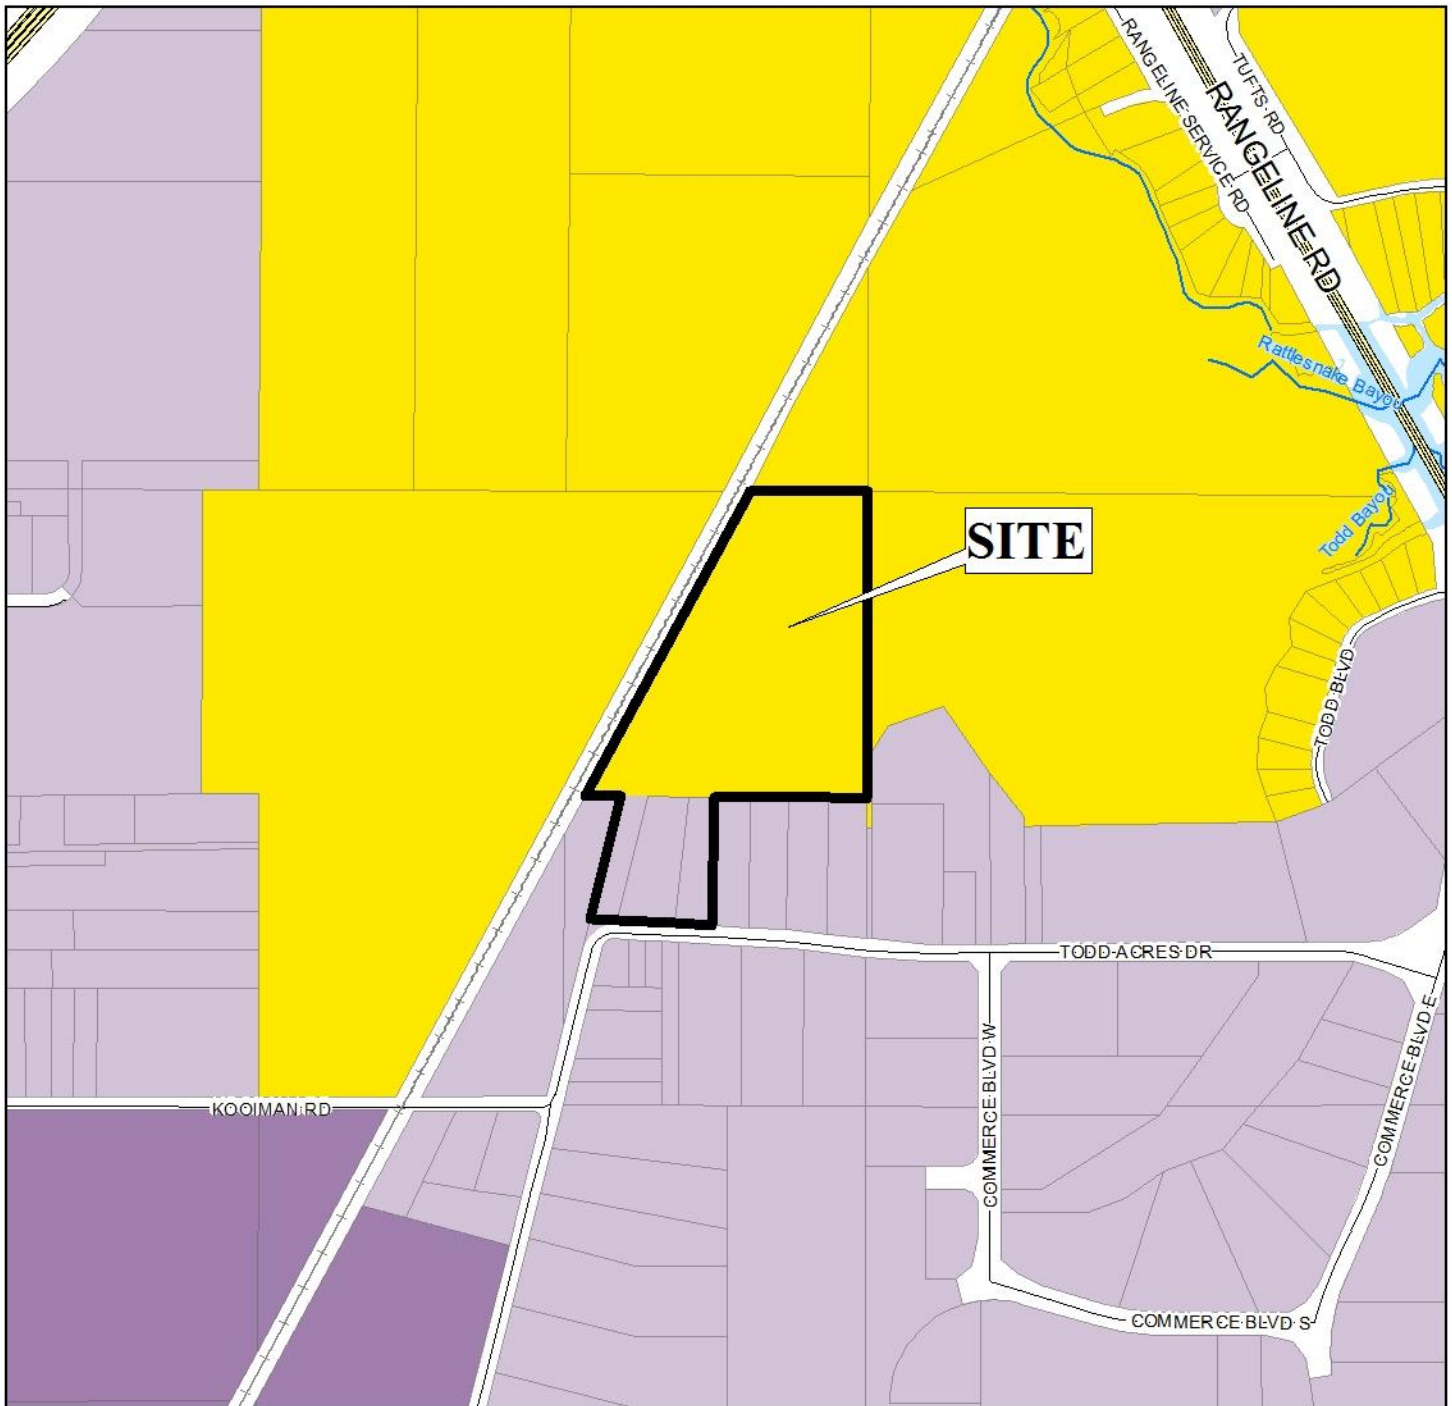 RANGELINE SERVICE RD
TUFTS RD
RANGELINE RD
Rattlesnake Bayou
SITE
Todd Bayou
TODD BLVD
TODD ACRES DR
KOOIMAN RD
COMMERCE BLVD W
COMMERCE BLVD E
COMMERCE BLVD S